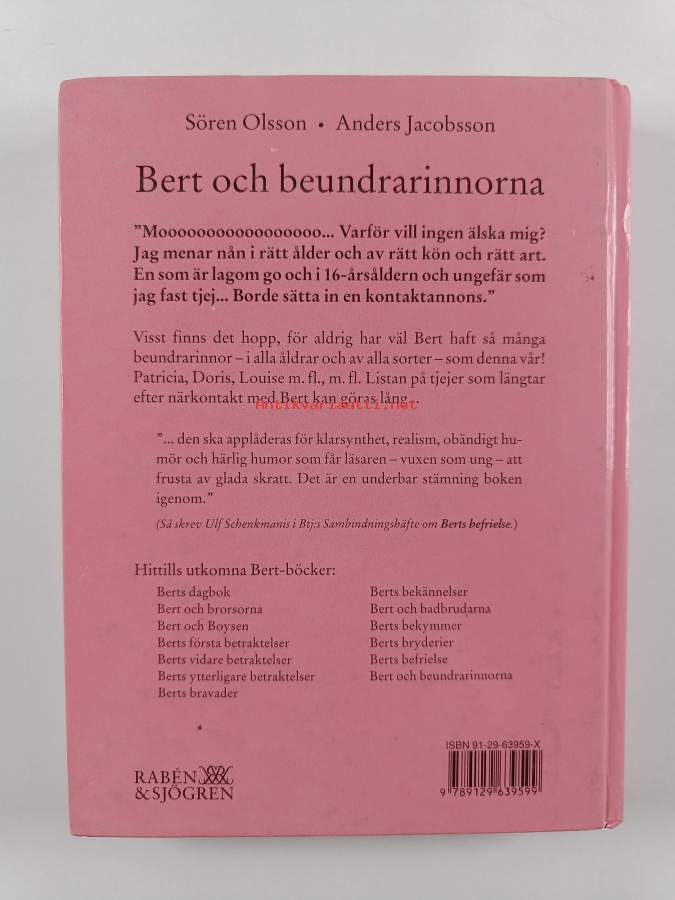 Sören Olsson • Anders Jacobsson
Bert och beundrarinnorna
”Mooooooooooooooooo... Varför vill ingen älska mig?
Jag menar nån i rätt ålder och av rätt kön och rätt art.
En som är lagom go och i 16-årsåldern och ungefär som
jag fast tjej... Borde sätta in en kontaktannons.”
Visst finns det hopp, för aldrig har väl Bert haft så många
beundrarinnor – i alla åldrar och av alla sorter – som denna vår!
Patricia, Doris, Louise m. fl., m. fl. Listan på tjejer som längtar
efter närkontakt med Bert kan göras lång...
Antikvariaatti.net
”... den ska applåderas för klarsynthet, realism, obändigt hu-
mör och härlig humor som får läsaren – vuxen som ung – att
frusta av glada skratt. Det är en underbar stämning boken
igenom.”
(Så skrev Ulf Schenkmanis i Btj:s Sambindningshäfte om Berts befrielse.)
Hittills utkomna Bert-böcker:
Berts dagbok
Bert och brorsorna
Bert och Boysen
Berts första betraktelser
Berts vidare betraktelser
Berts ytterligare betraktelser
Berts bravader
Berts bekännelser
Bert och badbrudarna
Berts bekymmer
Berts bryderier
Berts befrielse
Bert och beundrarinnorna
RABÉN
&SJÖGREN
ISBN 91-29-63959-X
9 789129 639599